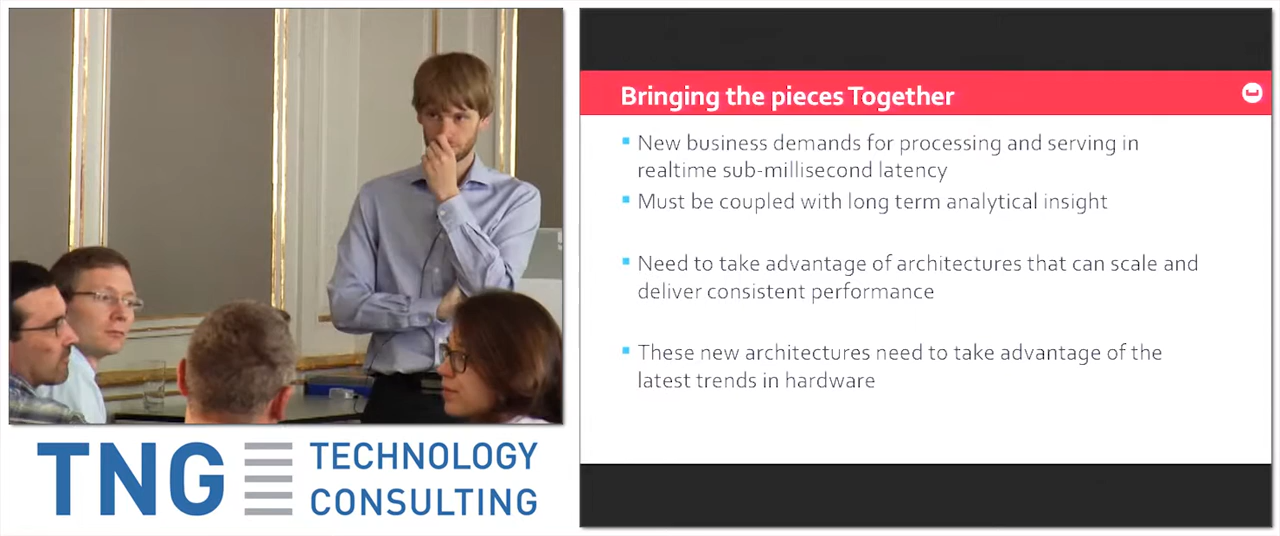 Bringing the pieces Together
New business demands for processing and serving in
realtime sub-millisecond latency
Must be coupled with long term analytical insight
Need to take advantage of architectures that can scale and
deliver consistent performance
These new architectures need to take advantage of the
latest trends in hardware
TNG TECHNOLOGY
CONSULTING